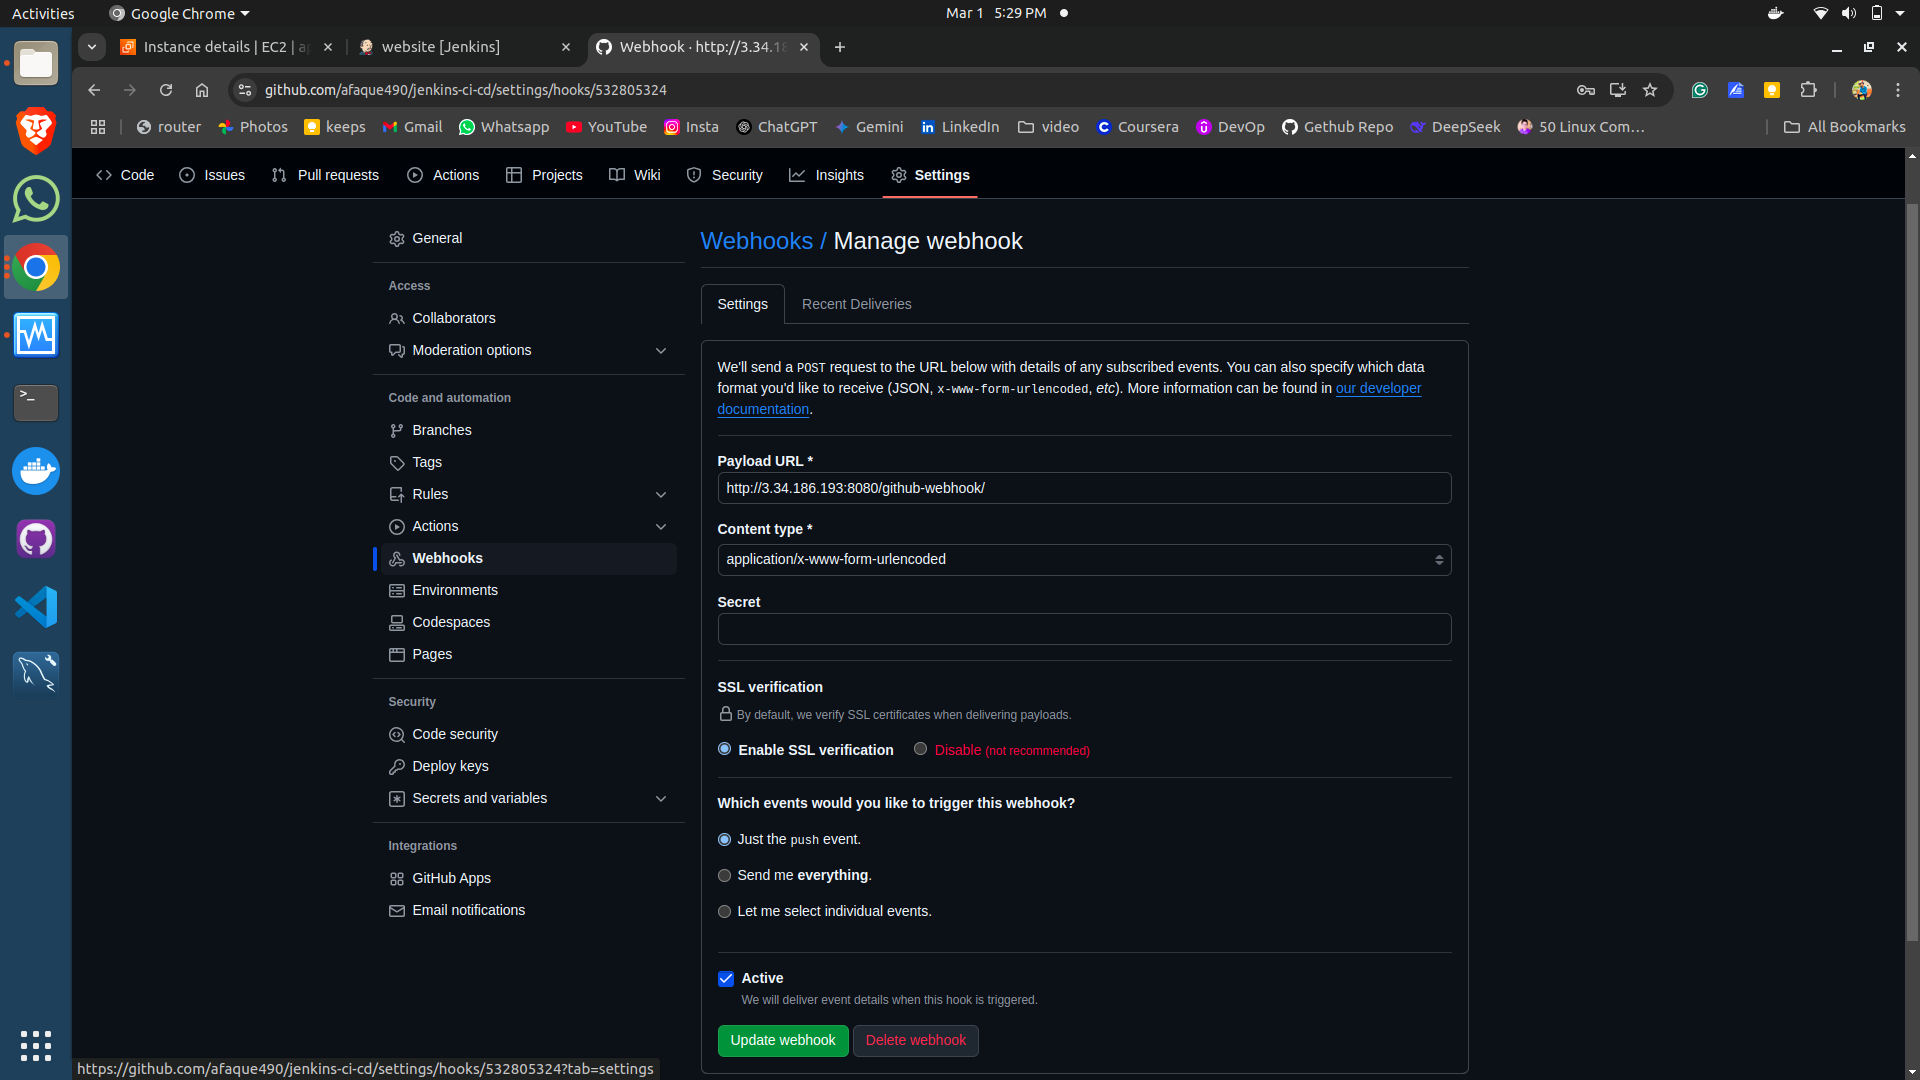 Activities
Google Chrome
Mar 1 5:29 PM
Instance details | EC2 | a
website [Jenkins]
Webhook · http://3.34.18
github.com/afaque490/jenkins-ci-cd/settings/hooks/532805324
router
Photos
keeps
Gmail
Whatsapp
YouTube
Insta
ChatGPT
Gemini
LinkedIn
video
Coursera
DevOp
Gethub Repo
DeepSeek
50 Linux Com…
All Bookmarks
Code
Issues
Pull requests
Actions
Projects
Wiki
Security
Insights
Settings
General
Access
Collaborators
Moderation options
Code and automation
Branches
Tags
Rules
Actions
Webhooks
Environments
Codespaces
Pages
Security
Code security
Deploy keys
Secrets and variables
Integrations
GitHub Apps
Email notifications
Webhooks / Manage webhook
Settings
Recent Deliveries
We'll send a POST request to the URL below with details of any subscribed events. You can also specify which data
format you'd like to receive (JSON, x-www-form-urlencoded, etc). More information can be found in our developer
documentation.
Payload URL *
http://3.34.186.193:8080/github-webhook/
Content type *
application/x-www-form-urlencoded
Secret
SSL verification
By default, we verify SSL certificates when delivering payloads.
Enable SSL verification
Disable (not recommended)
Which events would you like to trigger this webhook?
Just the push event.
Send me everything.
Let me select individual events.
Active
We will deliver event details when this hook is triggered.
Update webhook
Delete webhook
https://github.com/afaque490/jenkins-ci-cd/settings/hooks/532805324?tab=settings